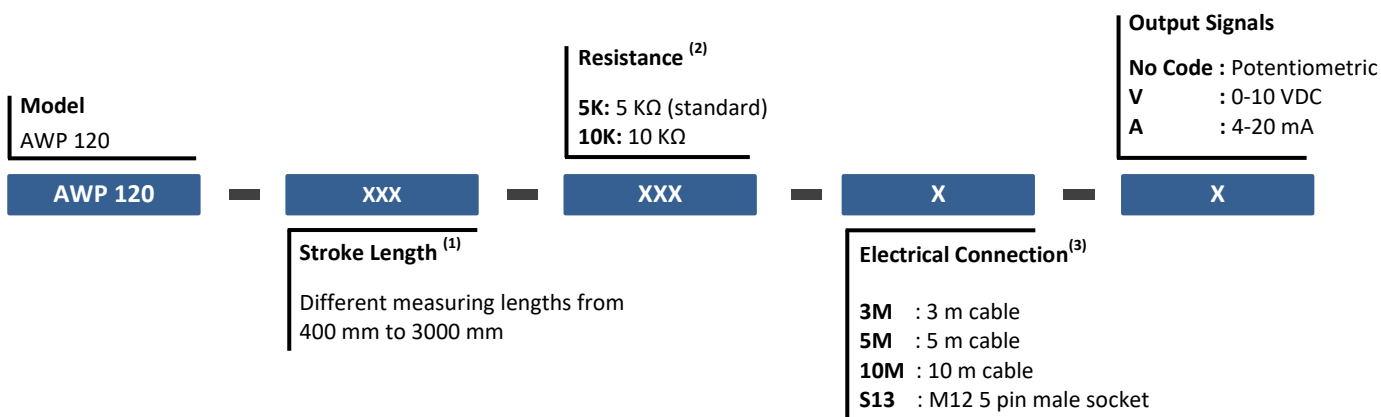 Output Signals
No Code : Potentiometric
V : 0-10 VDC
A : 4-20 mA
Resistance (2)
5K: 5 KΩ (standard)
10K: 10 KΩ
Model
AWP 120
AWP 120 - XXX - XXX - X - X
Stroke Length (1)
Different measuring lengths from
400 mm to 3000 mm
Electrical Connection(3)
3M : 3 m cable
5M : 5 m cable
10M : 10 m cable
S13 : M12 5 pin male socket